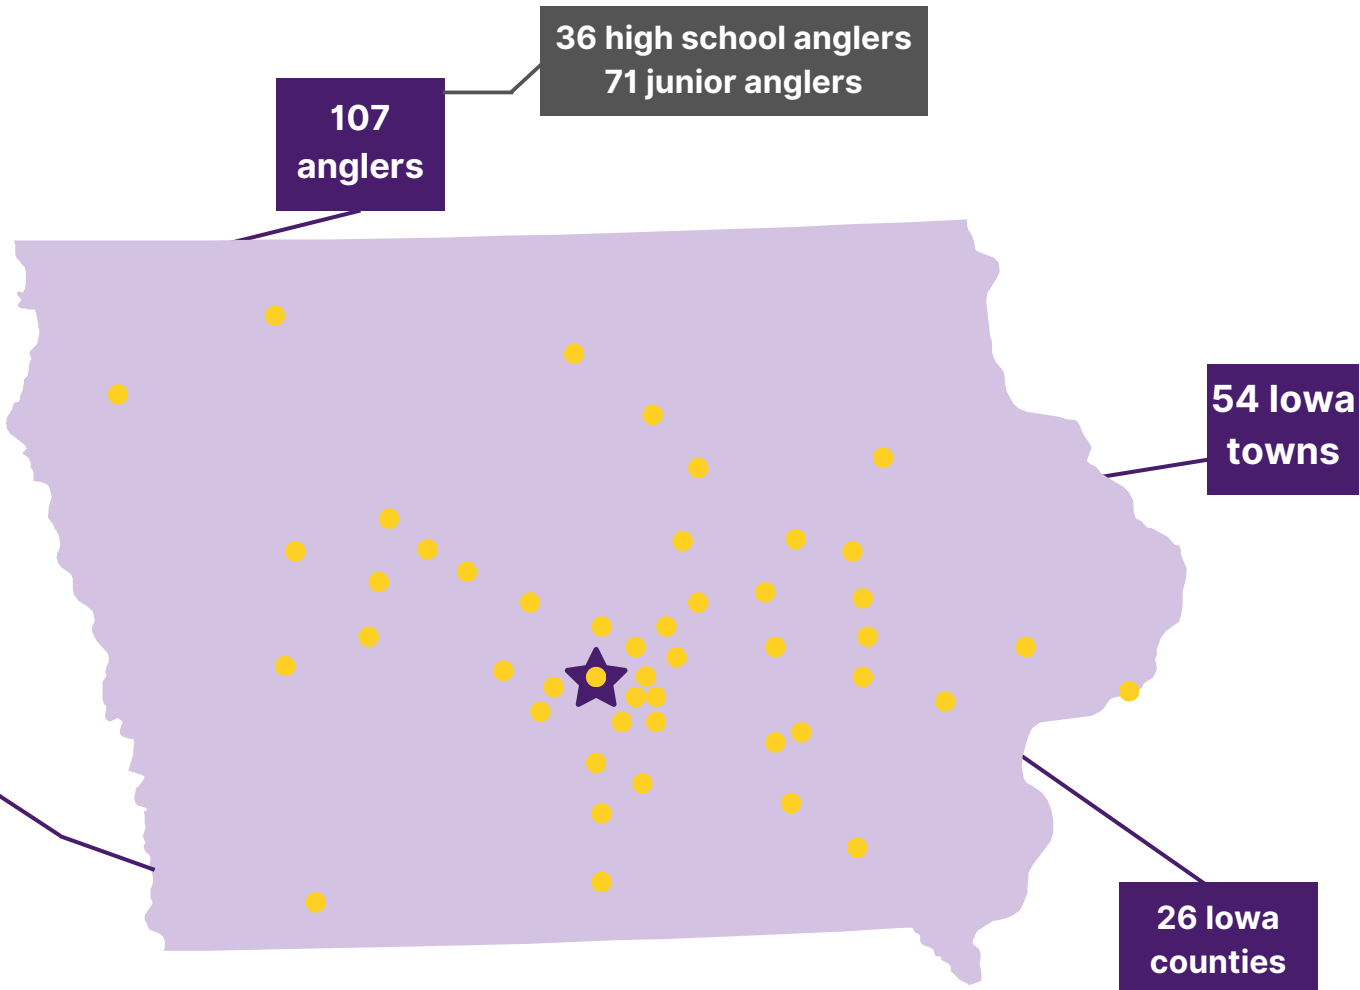 36 high school anglers
71 junior anglers
107
anglers
54 Iowa
towns
26 Iowa
counties